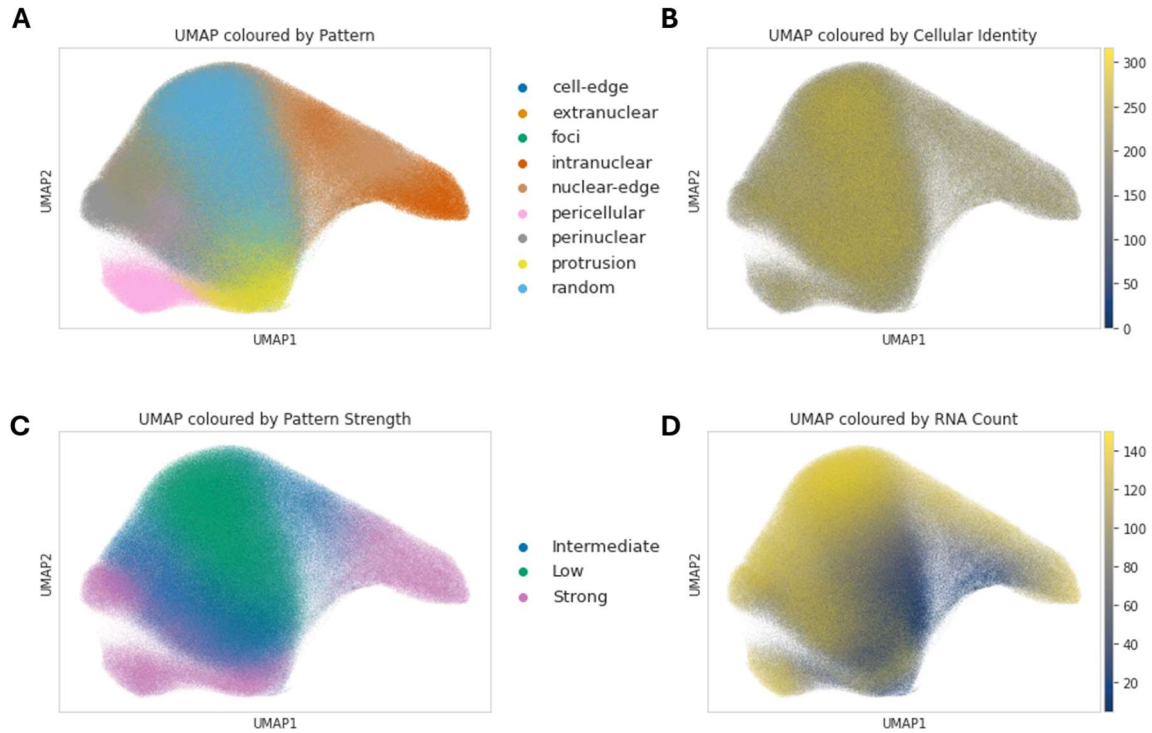 A
UMAP coloured by Pattern
UMAP2
UMAP1
cell-edge
extranuclear
foci
intranuclear
nuclear-edge
pericellular
perinuclear
protrusion
random
B
UMAP coloured by Cellular Identity
UMAP2
UMAP1
300
250
200
150
100
50
0
C
UMAP coloured by Pattern Strength
UMAP2
UMAP1
Intermediate
Low
Strong
D
UMAP coloured by RNA Count
UMAP2
UMAP1
140
120
100
80
60
40
20